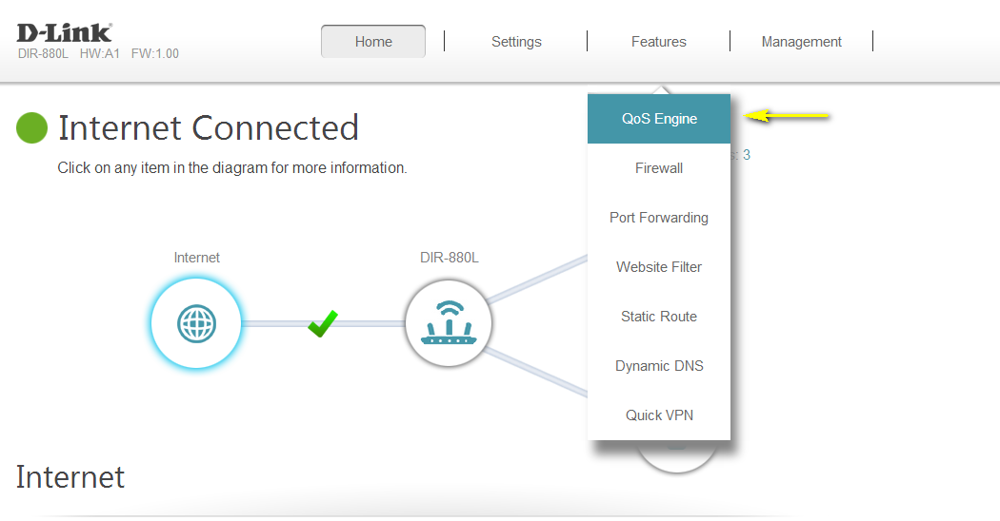 D-Link®
DIR-880L HW:A1 FW:1.00
Home
Settings
Features
Management
Internet Connected
Click on any item in the diagram for more information.
QoS Engine
Firewall
Port Forwarding
Website Filter
Static Route
Dynamic DNS
Quick VPN
: 3
Internet
DIR-880L
Internet